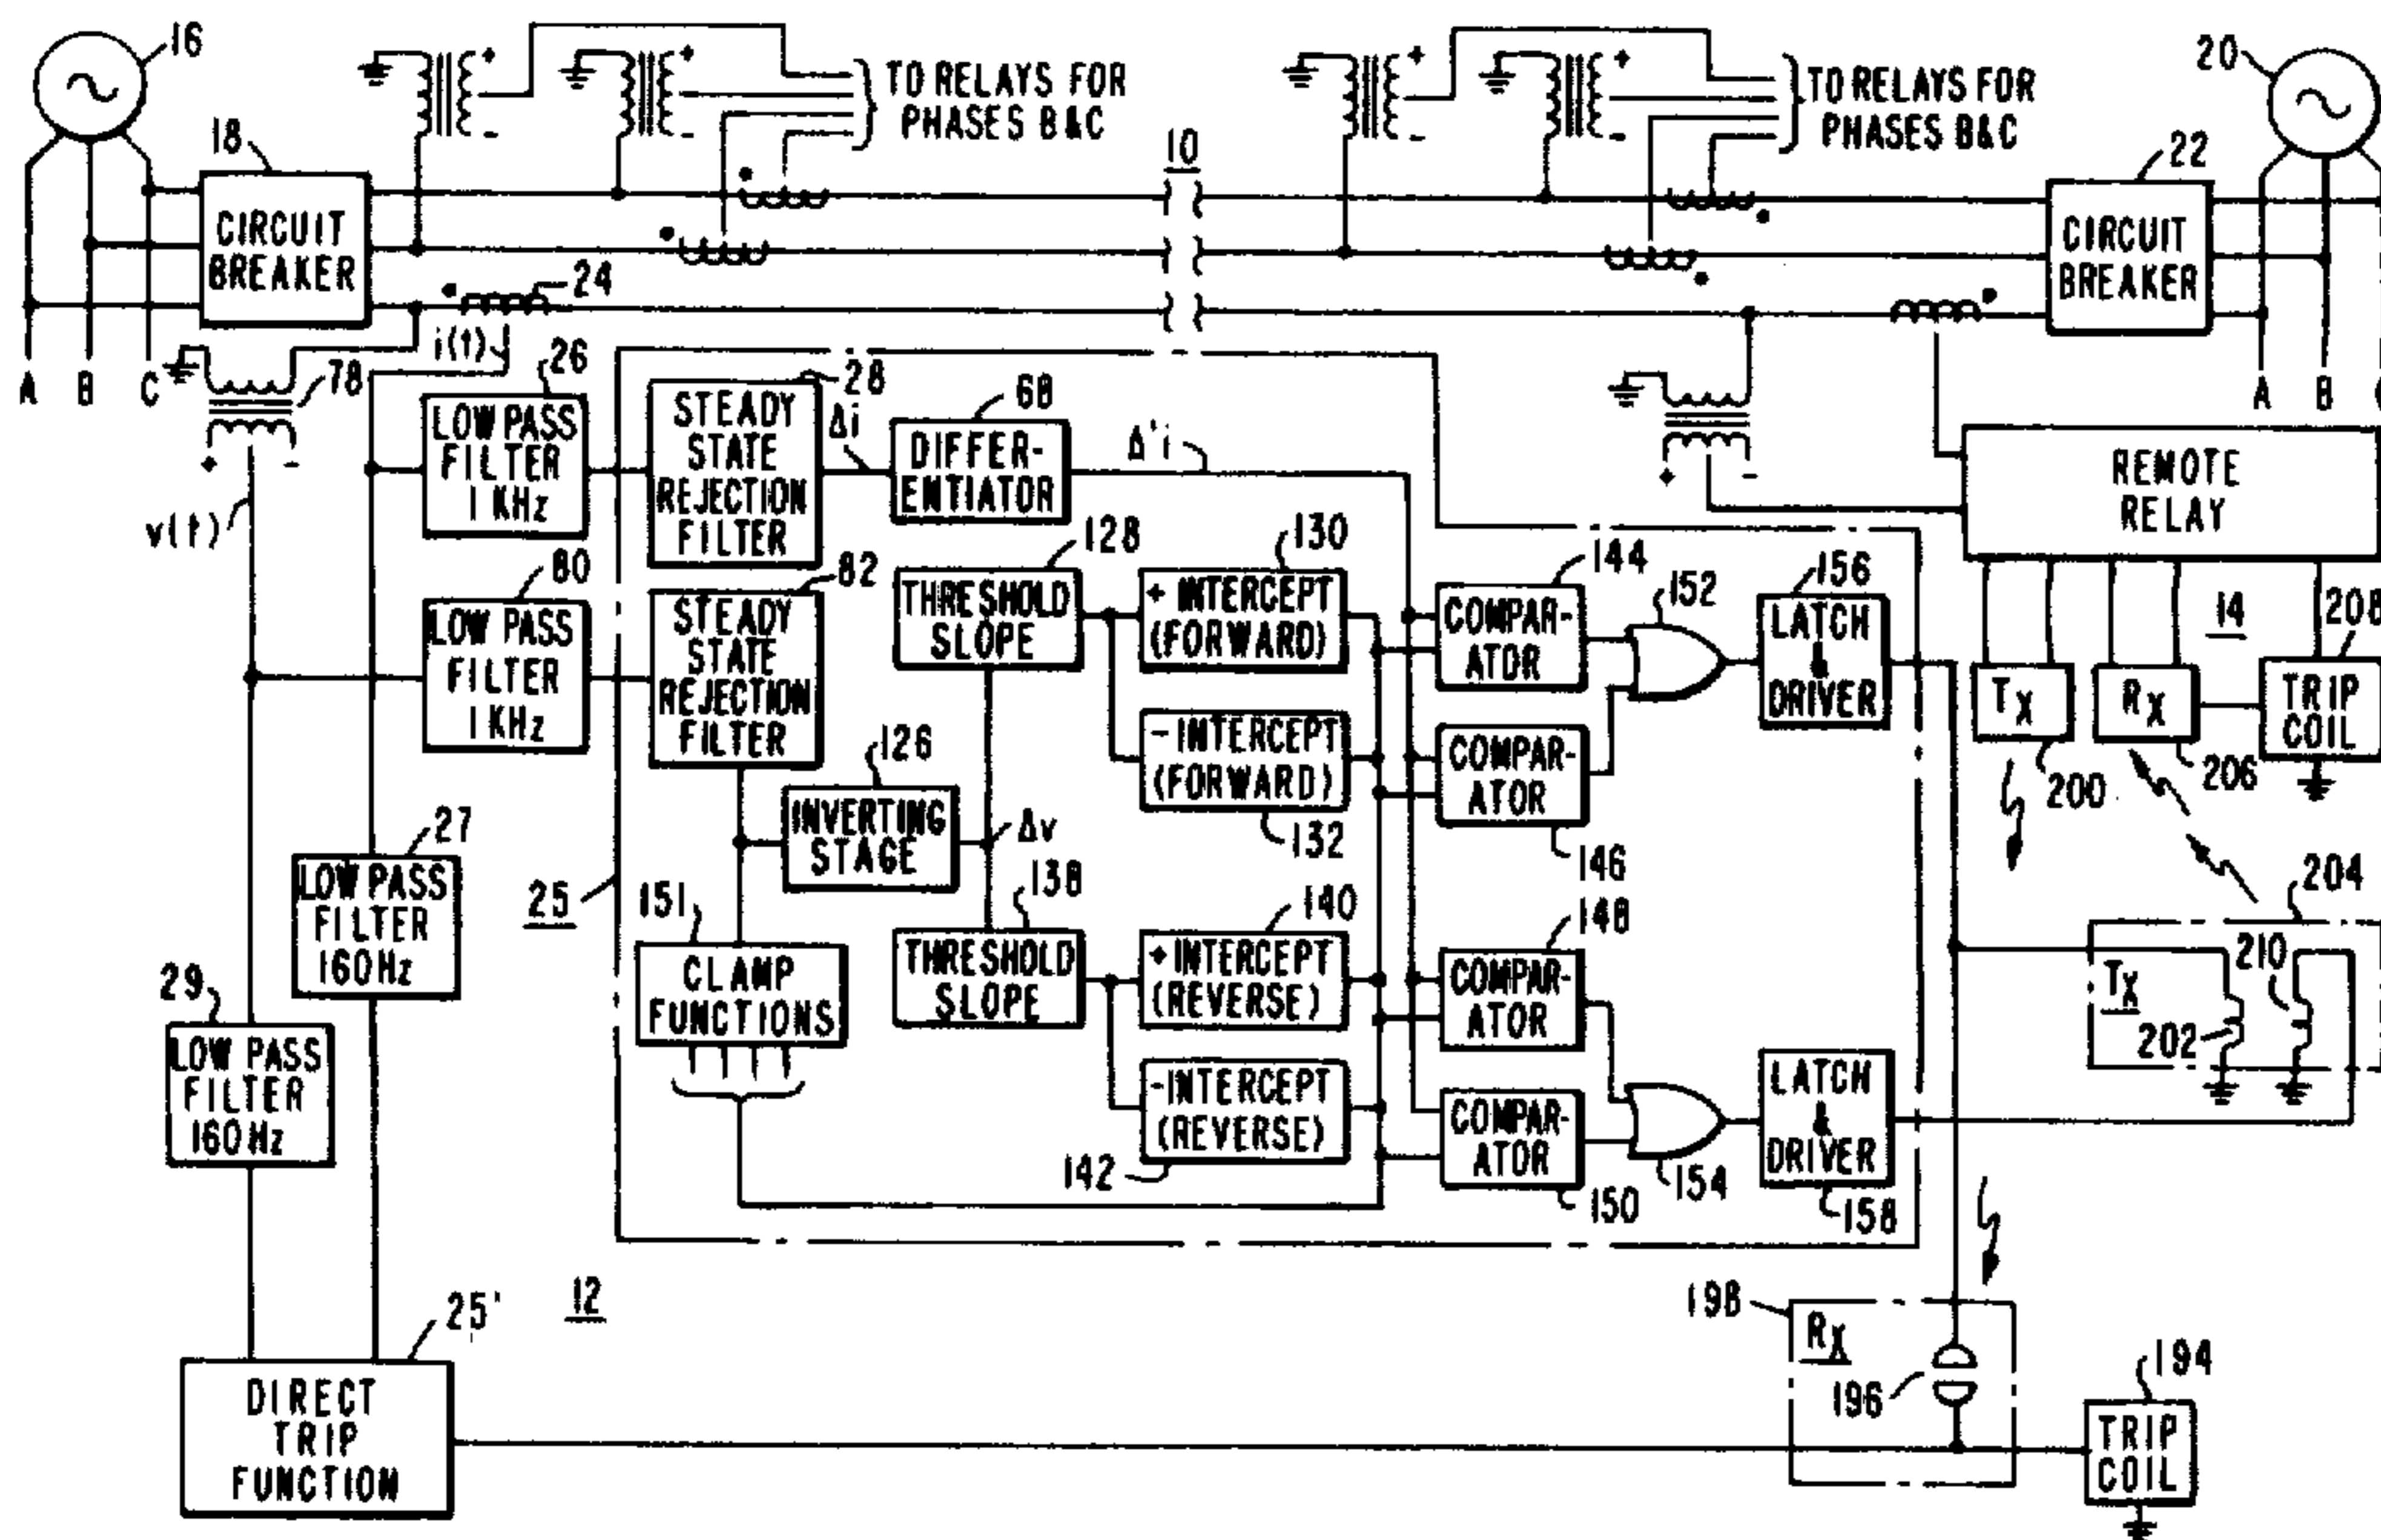 16
+
-
+
-
TO RELAYS FOR
PHASES B&C
+
-
+
-
TO RELAYS FOR
PHASES B&C
20
18
10
22
CIRCUIT
BREAKER
CIRCUIT
BREAKER
24
i(t)
A B C
78
+ -
v(t)
26
LOW PASS
FILTER
1 KHz
28
STEADY
STATE
REJECTION
FILTER
Δi
68
DIFFER-
ENTIATOR
Δ'i
+ -
A B
REMOTE
RELAY
80
LOW PASS
FILTER
1 KHz
82
STEADY
STATE
REJECTION
FILTER
128
THRESHOLD
SLOPE
130
+ INTERCEPT
(FORWARD)
144
COMPAR-
ATOR
152
156
LATCH
&
DRIVER
14
208
TX
200
RX
206
TRIP
COIL
126
INVERTING
STAGE
Δv
- INTERCEPT
(FORWARD)
132
COMPAR-
ATOR
146
27
LOW PASS
FILTER
160 Hz
25
151
CLAMP
FUNCTIONS
138
THRESHOLD
SLOPE
140
+ INTERCEPT
(REVERSE)
148
COMPAR-
ATOR
204
TX
202
210
29
LOW PASS
FILTER
160 Hz
- INTERCEPT
(REVERSE)
142
COMPAR-
ATOR
150
154
LATCH
&
DRIVER
158
12
25'
DIRECT
TRIP
FUNCTION
198
RX
196
194
TRIP
COIL